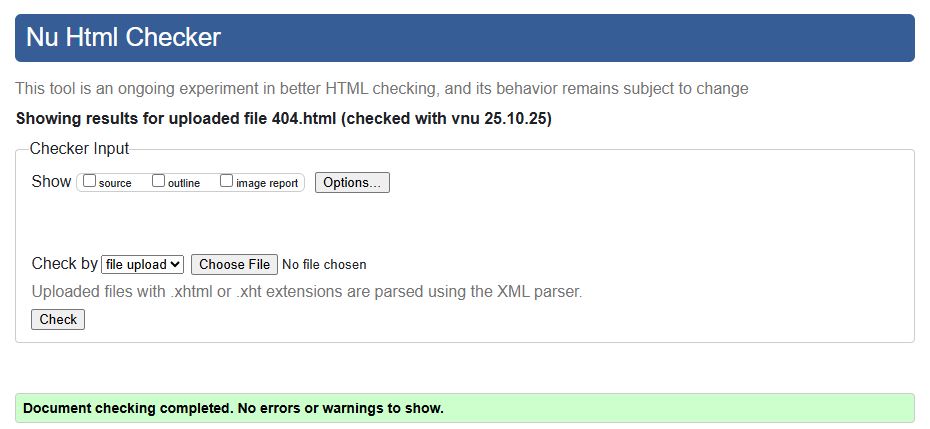 Nu Html Checker
This tool is an ongoing experiment in better HTML checking, and its behavior remains subject to change
Showing results for uploaded file 404.html (checked with vnu 25.10.25)
Checker Input
Show source outline image report Options...
Check by file upload Choose File No file chosen
Uploaded files with .xhtml or .xht extensions are parsed using the XML parser.
Check
Document checking completed. No errors or warnings to show.